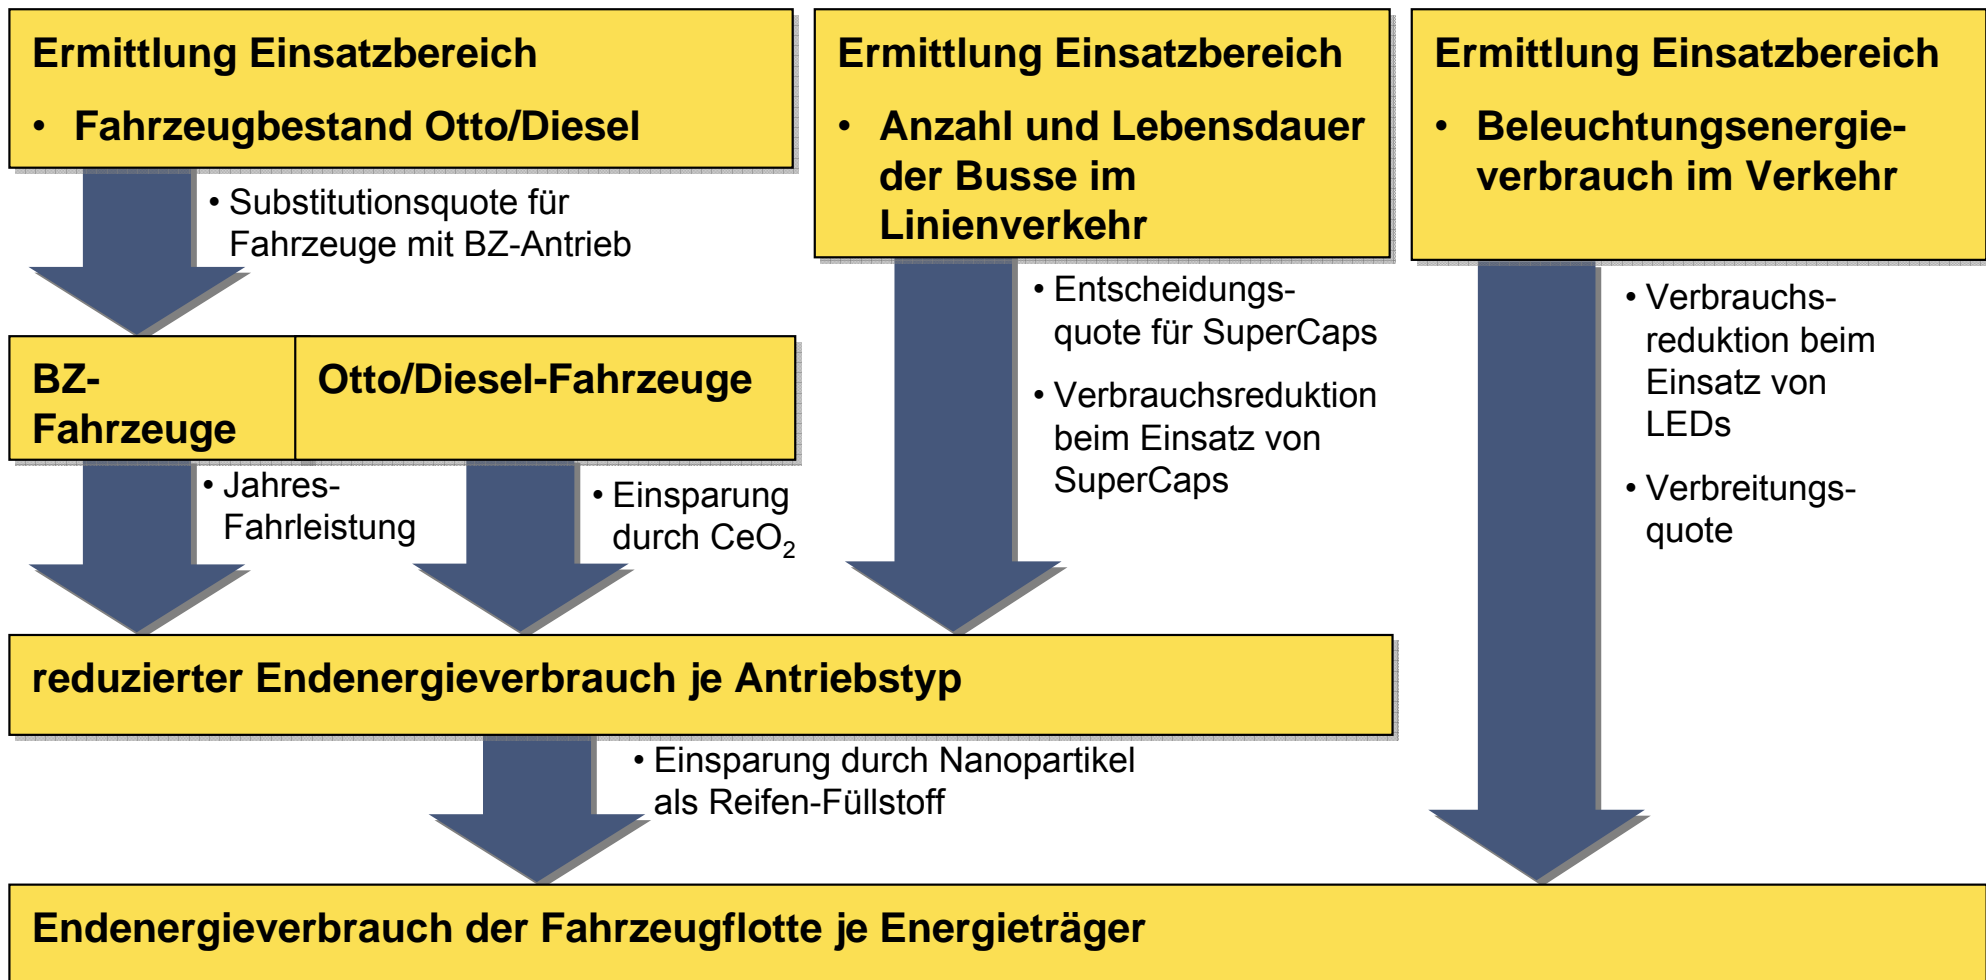 Ermittlung Einsatzbereich
• Fahrzeugbestand Otto/Diesel
Ermittlung Einsatzbereich
• Anzahl und Lebensdauer
der Busse im
Linienverkehr
Ermittlung Einsatzbereich
• Beleuchtungsenergie-
verbrauch im Verkehr
• Substitutionsquote für
Fahrzeuge mit BZ-Antrieb
• Entscheidungs-
quote für SuperCaps
• Verbrauchsreduktion
beim Einsatz von
SuperCaps
• Verbrauchs-
reduktion beim
Einsatz von
LEDs
• Verbreitungs-
quote
BZ-
Fahrzeuge
Otto/Diesel-Fahrzeuge
• Jahres-
Fahrleistung
• Einsparung
durch CeO₂
reduzierter Endenergieverbrauch je Antriebstyp
• Einsparung durch Nanopartikel
als Reifen-Füllstoff
Endenergieverbrauch der Fahrzeugflotte je Energieträger